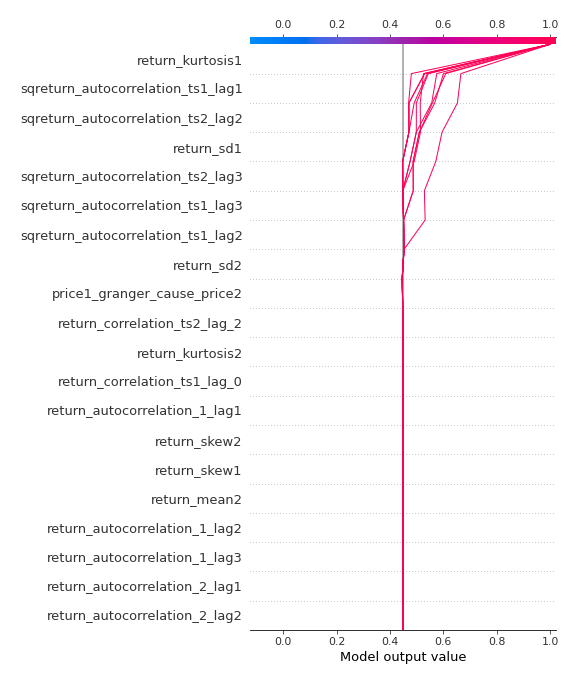 0.0 0.2 0.4 0.6 0.8 1.0
return_kurtosis1
sqreturn_autocorrelation_ts1_lag1
sqreturn_autocorrelation_ts2_lag2
return_sd1
sqreturn_autocorrelation_ts2_lag3
sqreturn_autocorrelation_ts1_lag3
sqreturn_autocorrelation_ts1_lag2
return_sd2
price1_granger_cause_price2
return_correlation_ts2_lag_2
return_kurtosis2
return_correlation_ts1_lag_0
return_autocorrelation_1_lag1
return_skew2
return_skew1
return_mean2
return_autocorrelation_1_lag2
return_autocorrelation_1_lag3
return_autocorrelation_2_lag1
return_autocorrelation_2_lag2
0.0 0.2 0.4 0.6 0.8 1.0
Model output value